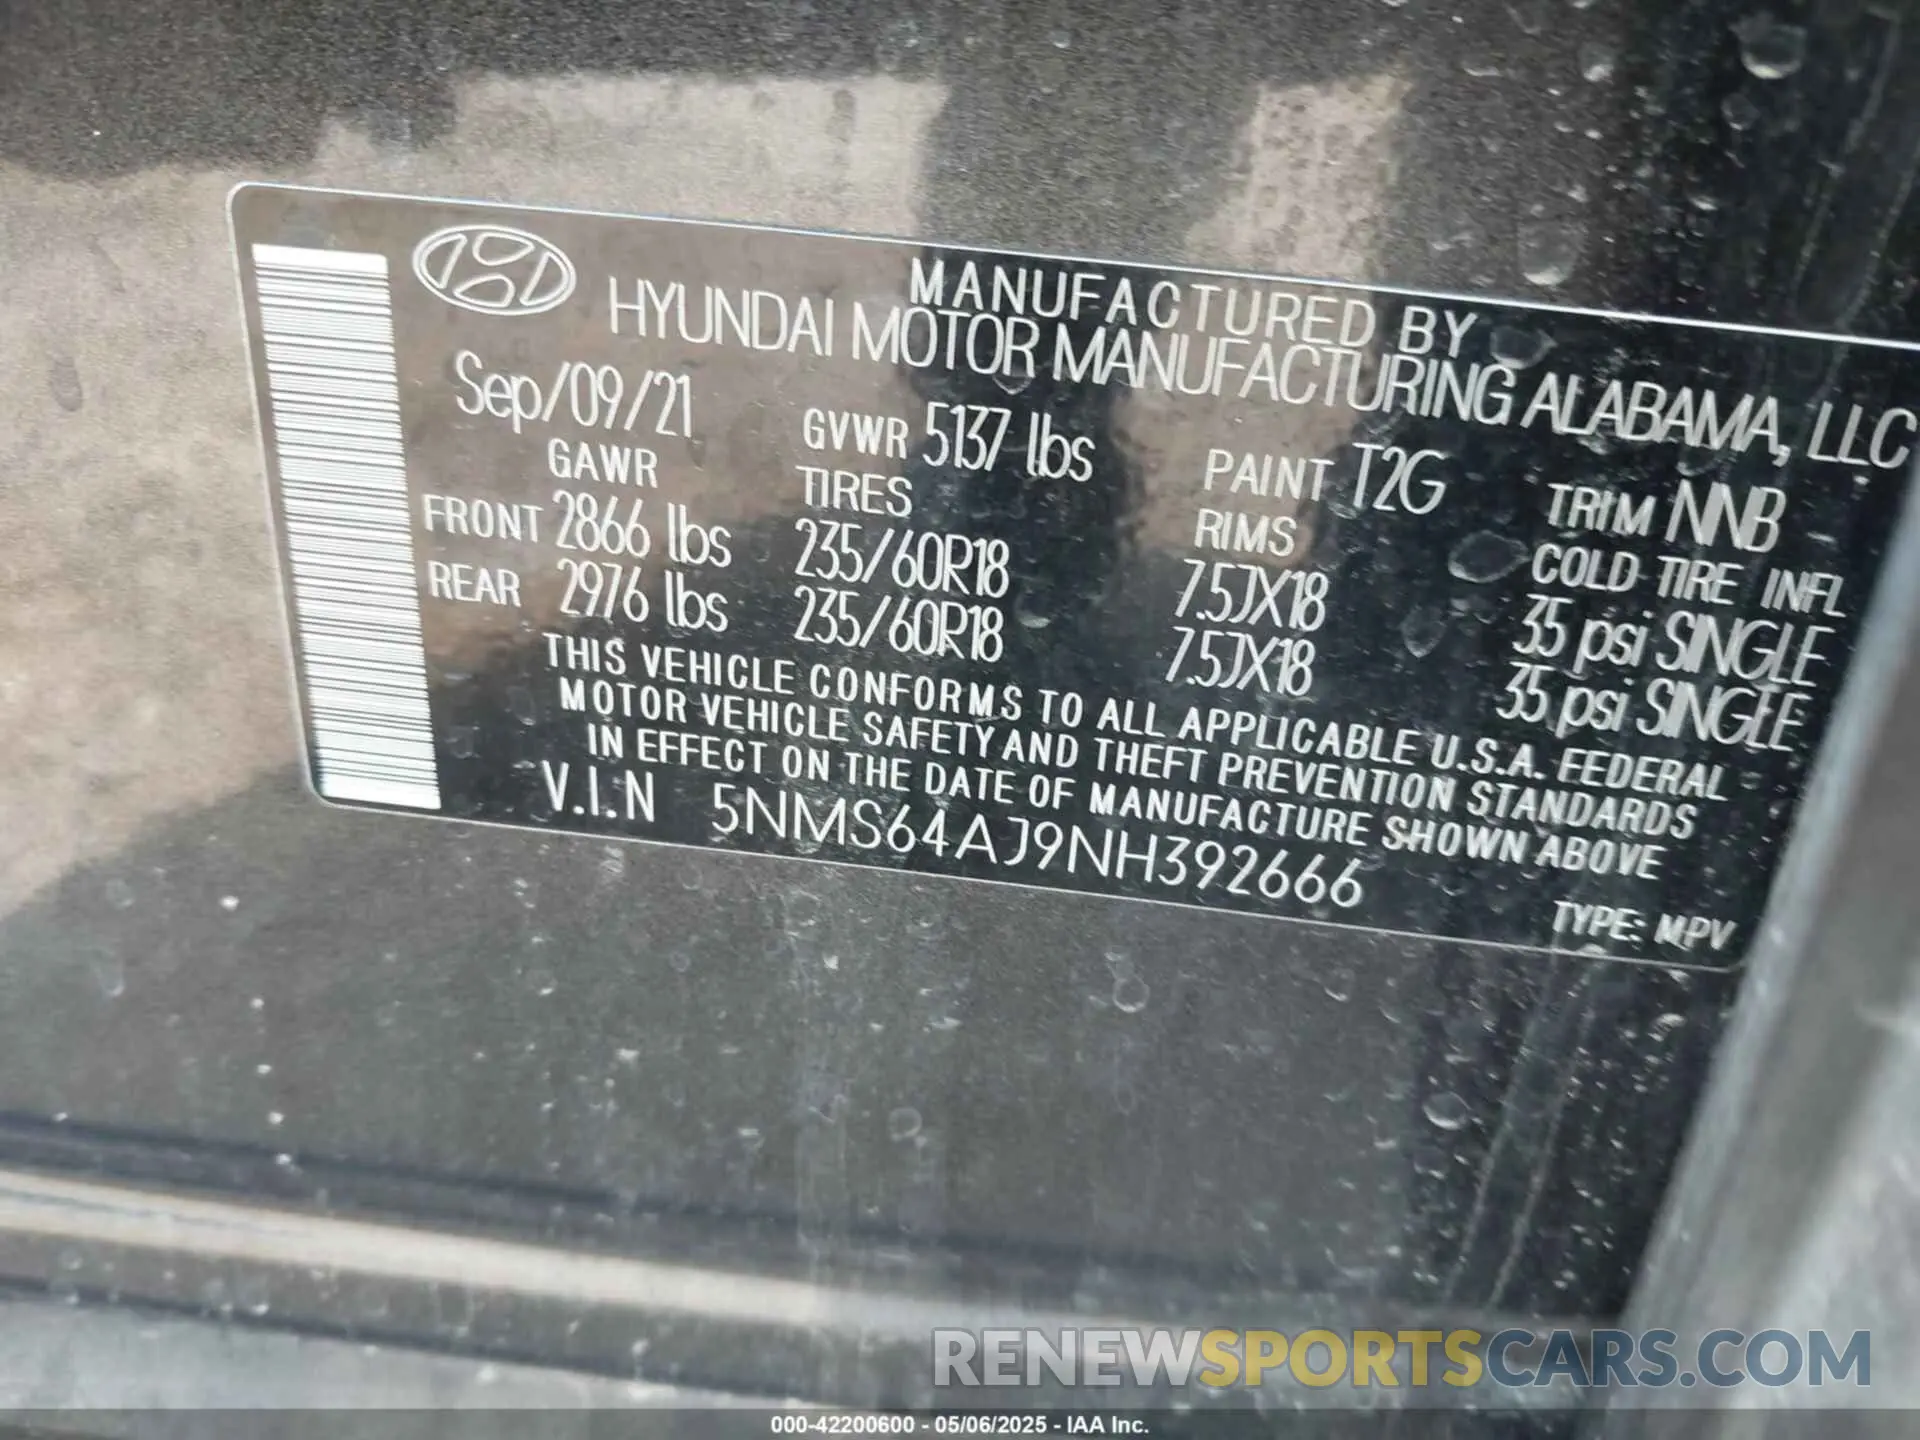 MANUFACTURED BY
HYUNDAI MOTOR MANUFACTURING ALABAMA, LLC
Sep/09/21 GVWR 5137 lbs PAINT T2G TRIM NNB
GAWR TIRES RIMS COLD TIRE INFL
FRONT 2866 lbs 235/60R18 7.5JX18 35 psi SINGLE
REAR 2976 lbs 235/60R18 7.5JX18 35 psi SINGLE
THIS VEHICLE CONFORMS TO ALL APPLICABLE U.S.A. FEDERAL
MOTOR VEHICLE SAFETY AND THEFT PREVENTION STANDARDS
IN EFFECT ON THE DATE OF MANUFACTURE SHOWN ABOVE
V.I.N 5NMS64AJ9NH392666
TYPE: MPV
RENEWSPORTSCARS.COM
000-42200600 - 05/06/2025 - IAA Inc.